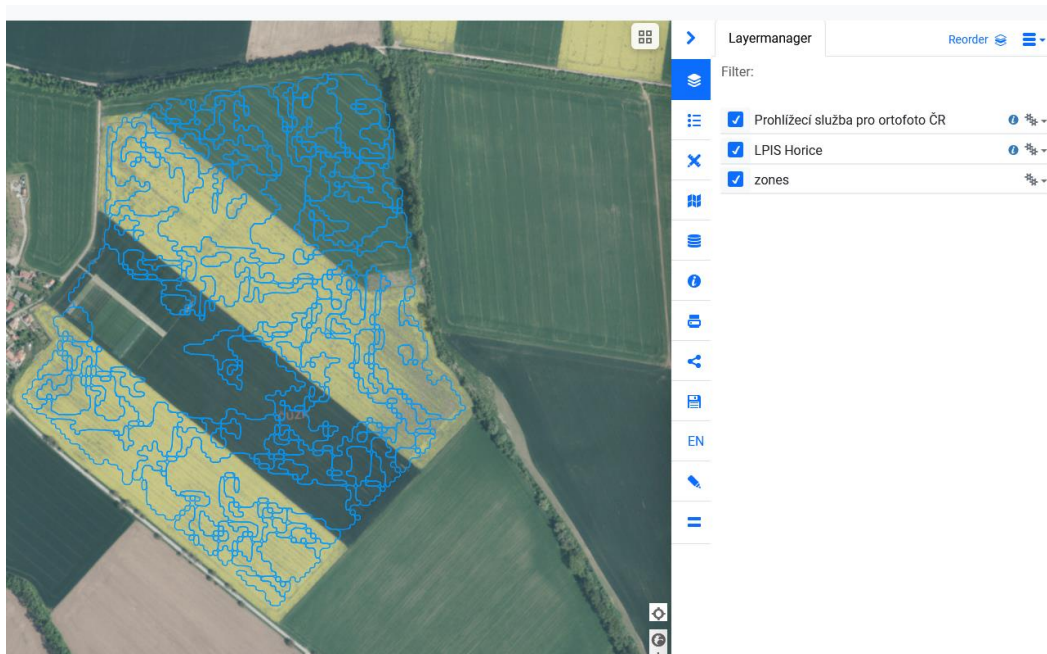 Layermanager
Reorder
Filter:
Prohlížecí služba pro ortofoto ČR
LPIS Horice
zones
EN